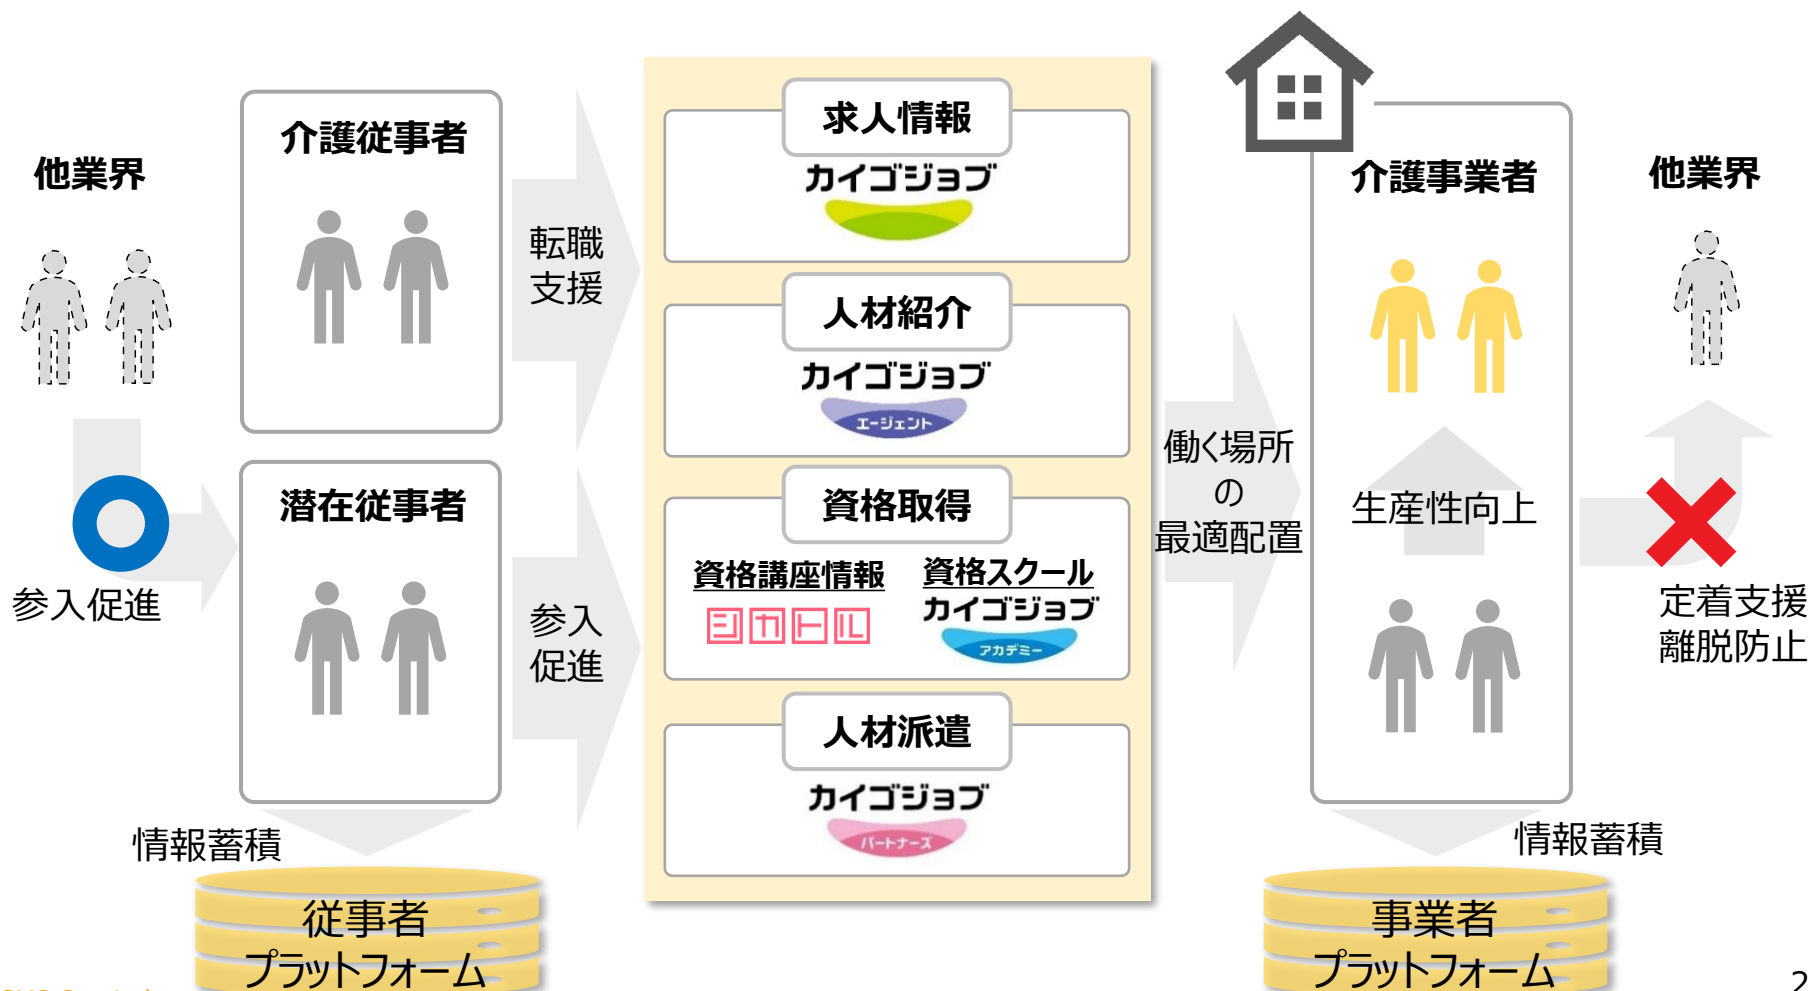 他業界
参入促進
介護従事者
潜在従事者
情報蓄積
従事者
プラットフォーム
転職
支援
参入
促進
求人情報
カイゴジョブ
人材紹介
カイゴジョブ
エージェント
資格取得
資格講座情報
シカトル
資格スクール
カイゴジョブ
アカデミー
人材派遣
カイゴジョブ
パートナーズ
働く場所
の
最適配置
介護事業者
生産性向上
情報蓄積
事業者
プラットフォーム
他業界
定着支援
離脱防止
2